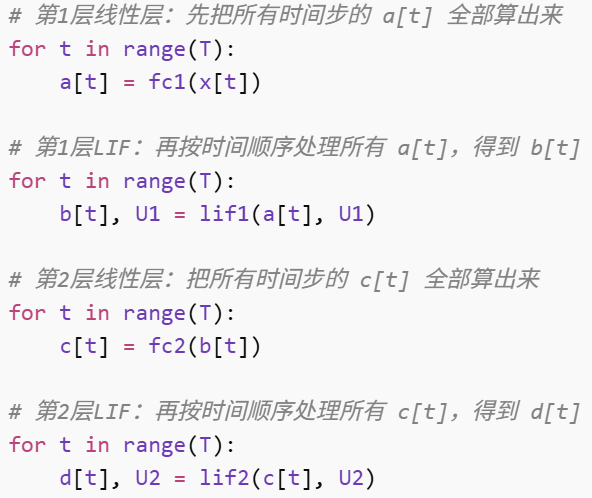 # 第1层线性层：先把所有时间步的 a[t] 全部算出来
for t in range(T):
    a[t] = fc1(x[t])

# 第1层LIF：再按时间顺序处理所有 a[t]，得到 b[t]
for t in range(T):
    b[t], U1 = lif1(a[t], U1)

# 第2层线性层：把所有时间步的 c[t] 全部算出来
for t in range(T):
    c[t] = fc2(b[t])

# 第2层LIF：再按时间顺序处理所有 c[t]，得到 d[t]
for t in range(T):
    d[t], U2 = lif2(c[t], U2)